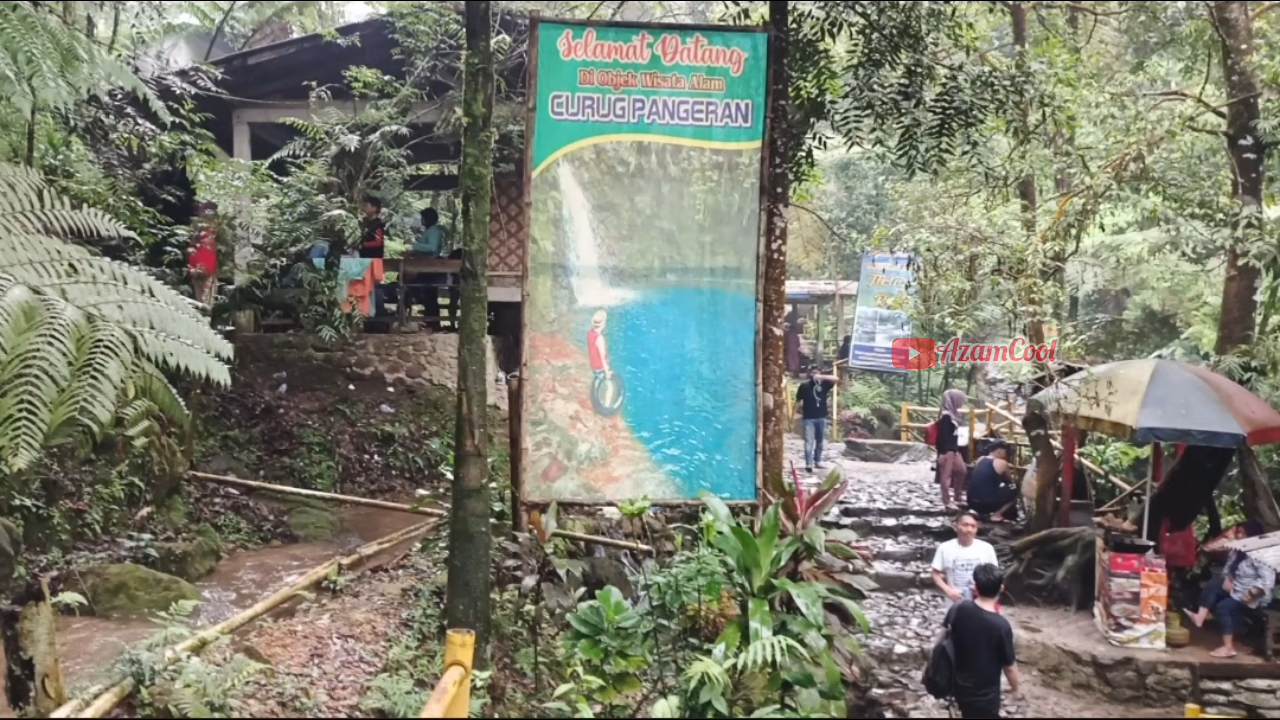 Selamat Datang
Di Objek Wisata Alam
CURUG PANGERAN
AzamCool